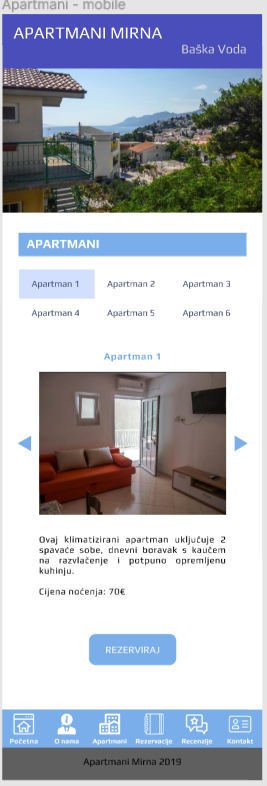 Apartmani - mobile
APARTMANI MIRNA
Baška Voda
APARTMANI
Apartman 1 Apartman 2 Apartman 3
Apartman 4 Apartman 5 Apartman 6
Apartman 1
Ovaj klimatizirani apartman uključuje 2
spavaće sobe, dnevni boravak s kaučem
na razvlačenje i potpuno opremljenu
kuhinju.
Cijena noćenja: 70€
REZERVIRAJ
Početna O nama Apartmani Rezervacije Recenzije Kontakt
Apartmani Mirna 2019